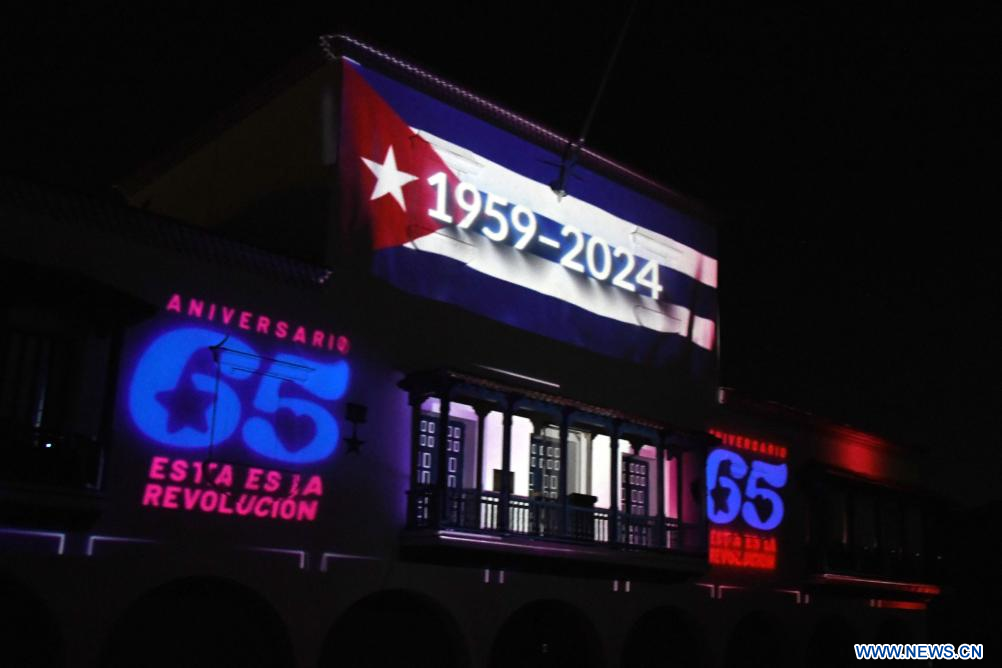 1959-2024
ANIVERSARIO
65
ESTA ES LA
REVOLUCIÓN
ANIVERSARIO
65
ESTA ES LA
REVOLUCIÓN
WWW.NEWS.CN